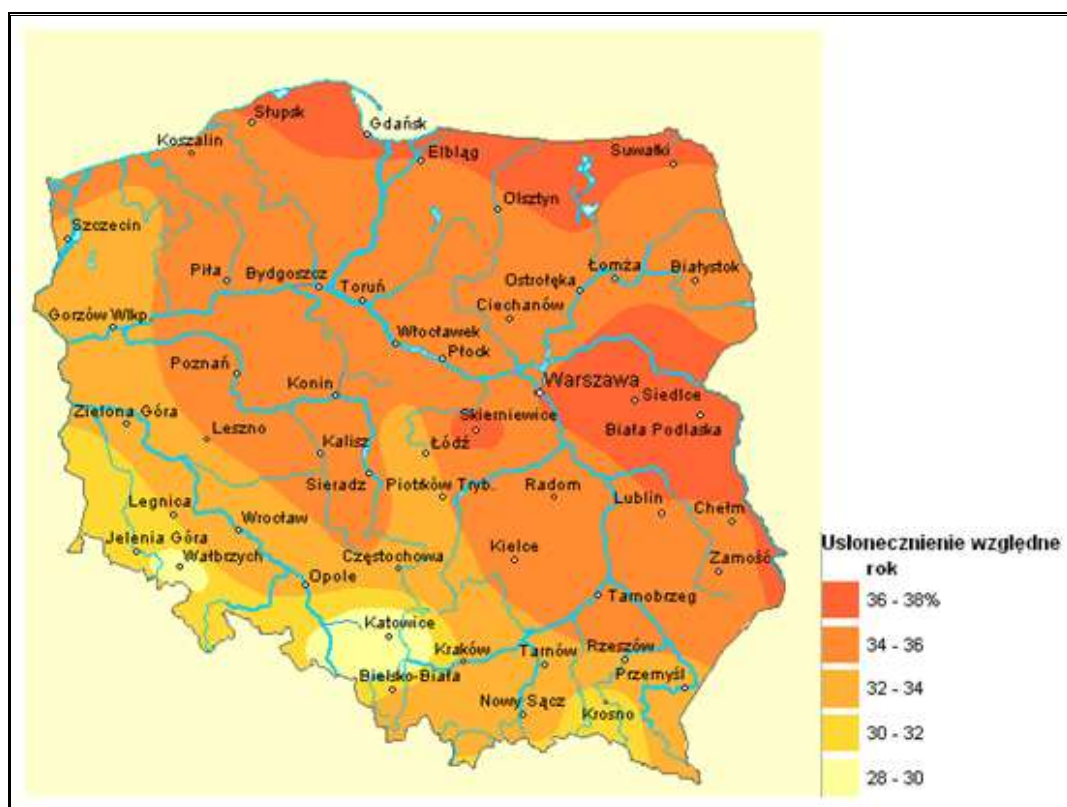 Słupsk
Gdańsk
Koszalin
Elbląg
Suwałki
Olsztyn
Szczecin
Piła
Bydgoszcz
Toruń
Ostrołęka
Łomża
Białystok
Ciechanów
Gorzów Wlkp.
Włocławek
Płock
Poznań
Konin
Warszawa
Siedlce
Skierniewice
Biała Podlaska
Zielona Góra
Leszno
Kalisz
Łódź
Sieradz
Piotrków Tryb.
Radom
Lublin
Chełm
Legnica
Wrocław
Jelenia Góra
Wałbrzych
Częstochowa
Kielce
Zamość
Opole
Tarnobrzeg
Katowice
Kraków
Tarnów
Rzeszów
Przemyśl
Bielsko-Biała
Nowy Sącz
Krosno
Usłonecznienie względne
rok
36 - 38%
34 - 36
32 - 34
30 - 32
28 - 30